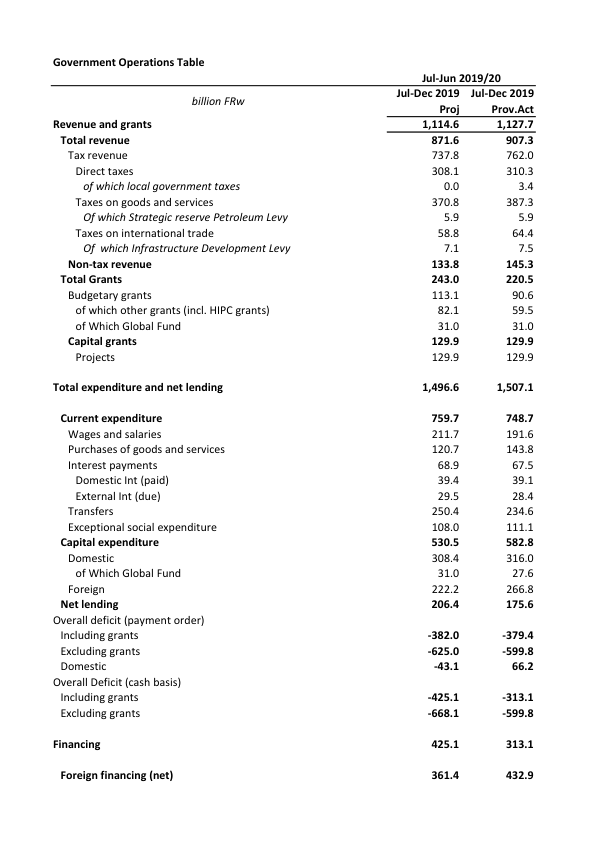 Government Operations Table
Jul-Jun 2019/20
Jul-Dec 2019 Jul-Dec 2019
billion FRw
Proj Prov.Act
Revenue and grants 1,114.6 1,127.7
Total revenue 871.6 907.3
Tax revenue 737.8 762.0
Direct taxes 308.1 310.3
of which local government taxes 0.0 3.4
Taxes on goods and services 370.8 387.3
Of which Strategic reserve Petroleum Levy 5.9 5.9
Taxes on international trade 58.8 64.4
Of which Infrastructure Development Levy 7.1 7.5
Non-tax revenue 133.8 145.3
Total Grants 243.0 220.5
Budgetary grants 113.1 90.6
of which other grants (incl. HIPC grants) 82.1 59.5
of Which Global Fund 31.0 31.0
Capital grants 129.9 129.9
Projects 129.9 129.9
Total expenditure and net lending 1,496.6 1,507.1
Current expenditure 759.7 748.7
Wages and salaries 211.7 191.6
Purchases of goods and services 120.7 143.8
Interest payments 68.9 67.5
Domestic Int (paid) 39.4 39.1
External Int (due) 29.5 28.4
Transfers 250.4 234.6
Exceptional social expenditure 108.0 111.1
Capital expenditure 530.5 582.8
Domestic 308.4 316.0
of Which Global Fund 31.0 27.6
Foreign 222.2 266.8
Net lending 206.4 175.6
Overall deficit (payment order)
Including grants -382.0 -379.4
Excluding grants -625.0 -599.8
Domestic -43.1 66.2
Overall Deficit (cash basis)
Including grants -425.1 -313.1
Excluding grants -668.1 -599.8
Financing 425.1 313.1
Foreign financing (net) 361.4 432.9